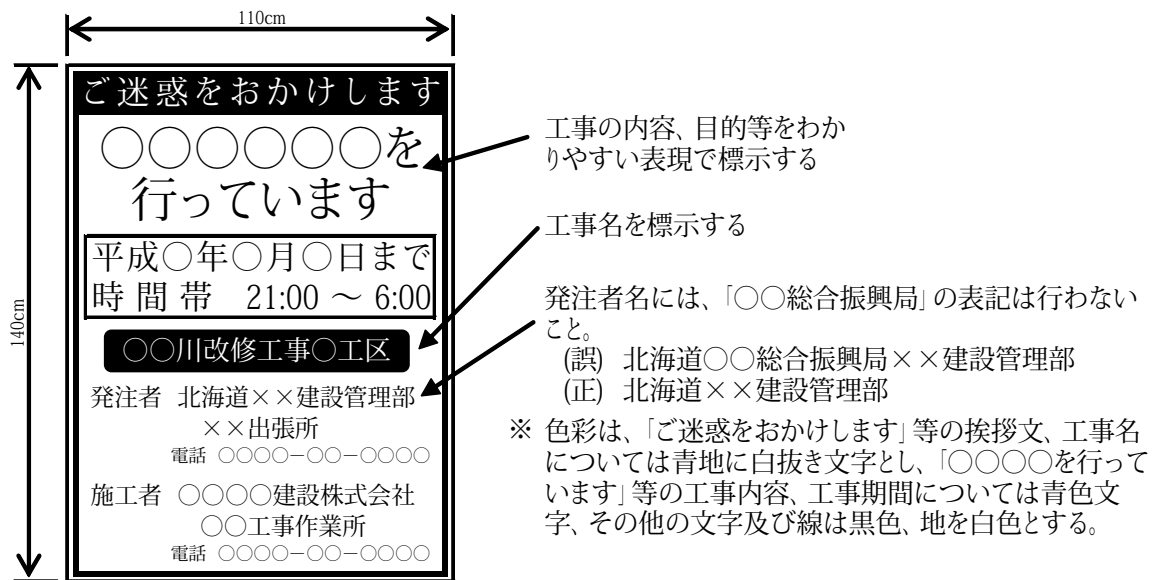 110cm
140cm
ご迷惑をおかけします
○○○○○○を
行っています
平成○年○月○日まで
時間帯 21:00 ～ 6:00
○○川改修工事○工区
発注者 北海道××建設管理部
××出張所
電話 ○○○○－○○－○○○○
施工者 ○○○○建設株式会社
○○工事作業所
電話 ○○○○－○○－○○○○
工事の内容、目的等をわか
りやすい表現で標示する
工事名を標示する
発注者名には、「○○総合振興局」の表記は行わない
こと。
(誤) 北海道○○総合振興局××建設管理部
(正) 北海道××建設管理部
※ 色彩は、「ご迷惑をおかけします」等の挨拶文、工事名
については青地に白抜き文字とし、「○○○○を行って
います」等の工事内容、工事期間については青色文
字、その他の文字及び線は黒色、地を白色とする。